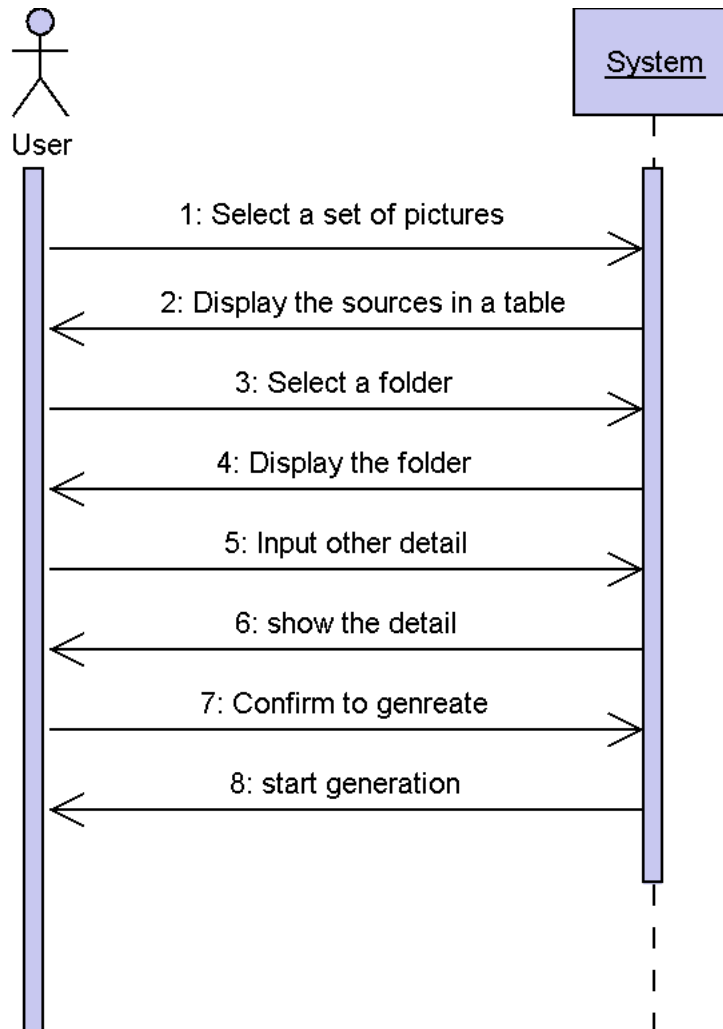 System
User
1: Select a set of pictures
2: Display the sources in a table
3: Select a folder
4: Display the folder
5: Input other detail
6: show the detail
7: Confirm to genreate
8: start generation